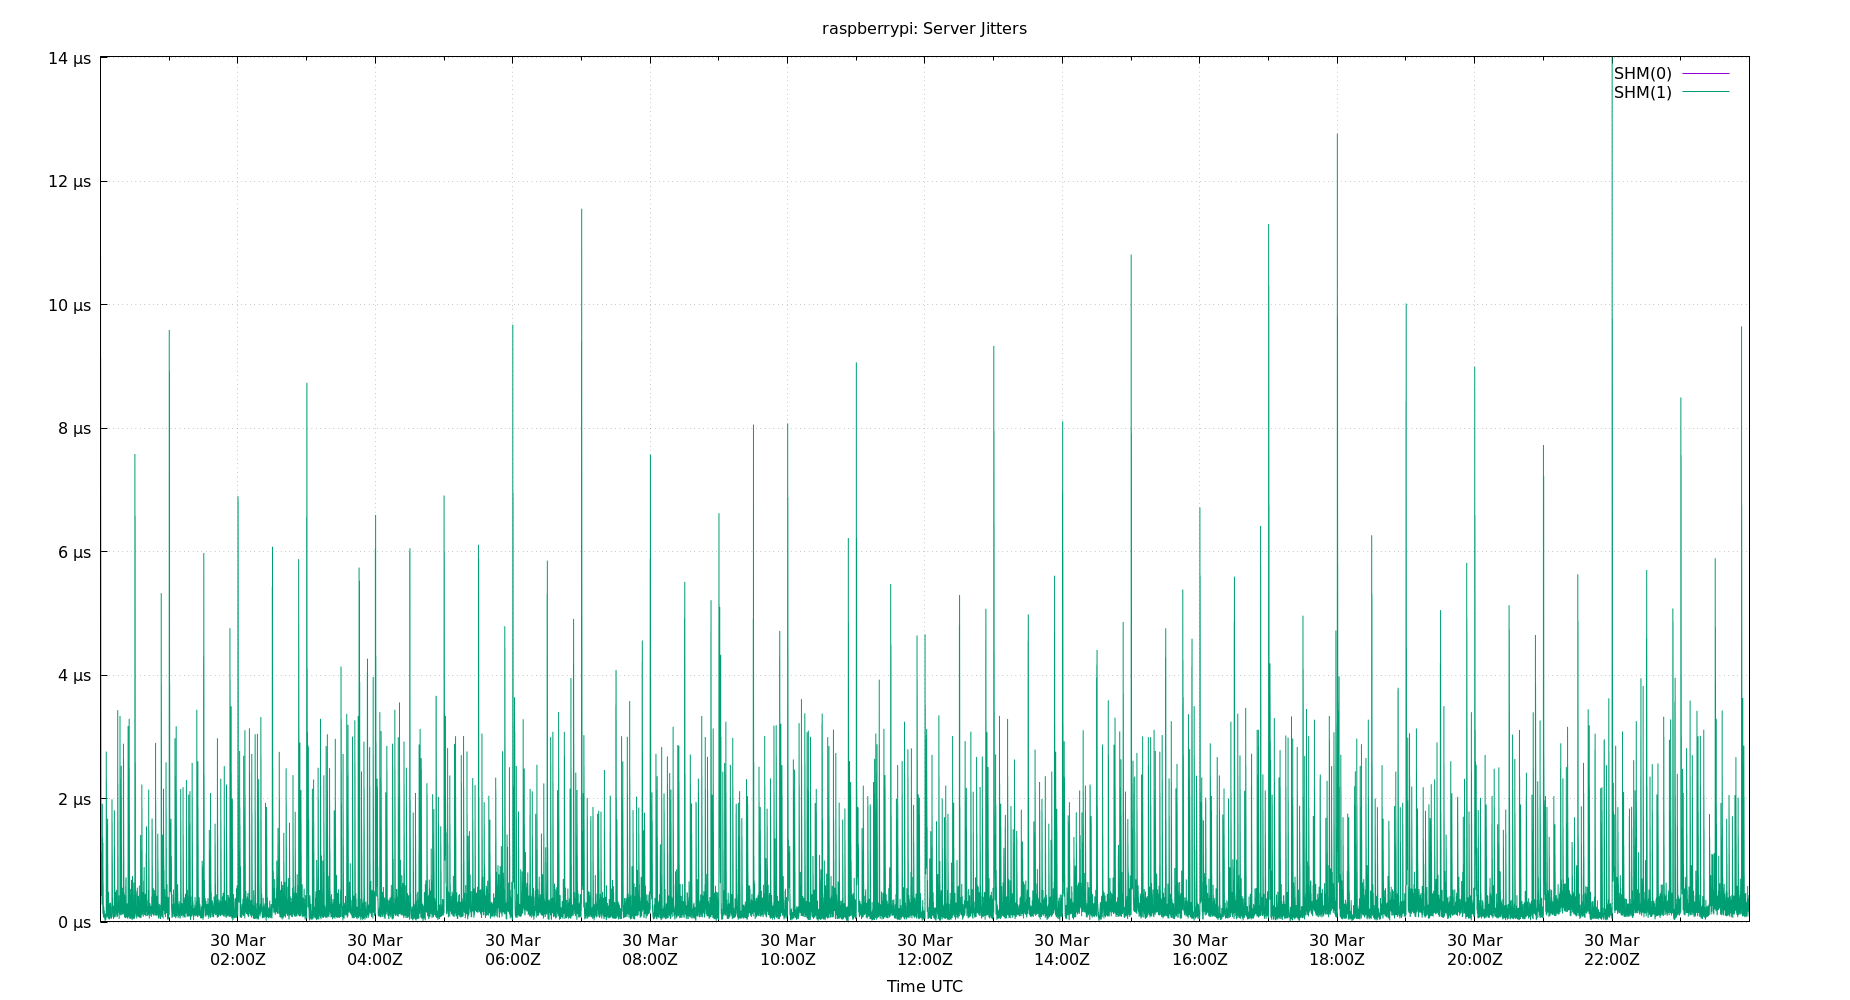 raspberrypi: Server Jitters
14 µs
12 µs
10 µs
8 µs
6 µs
4 µs
2 µs
0 µs
SHM(0)
SHM(1)
30 Mar 30 Mar 30 Mar 30 Mar 30 Mar 30 Mar 30 Mar 30 Mar 30 Mar 30 Mar 30 Mar
02:00Z 04:00Z 06:00Z 08:00Z 10:00Z 12:00Z 14:00Z 16:00Z 18:00Z 20:00Z 22:00Z
Time UTC